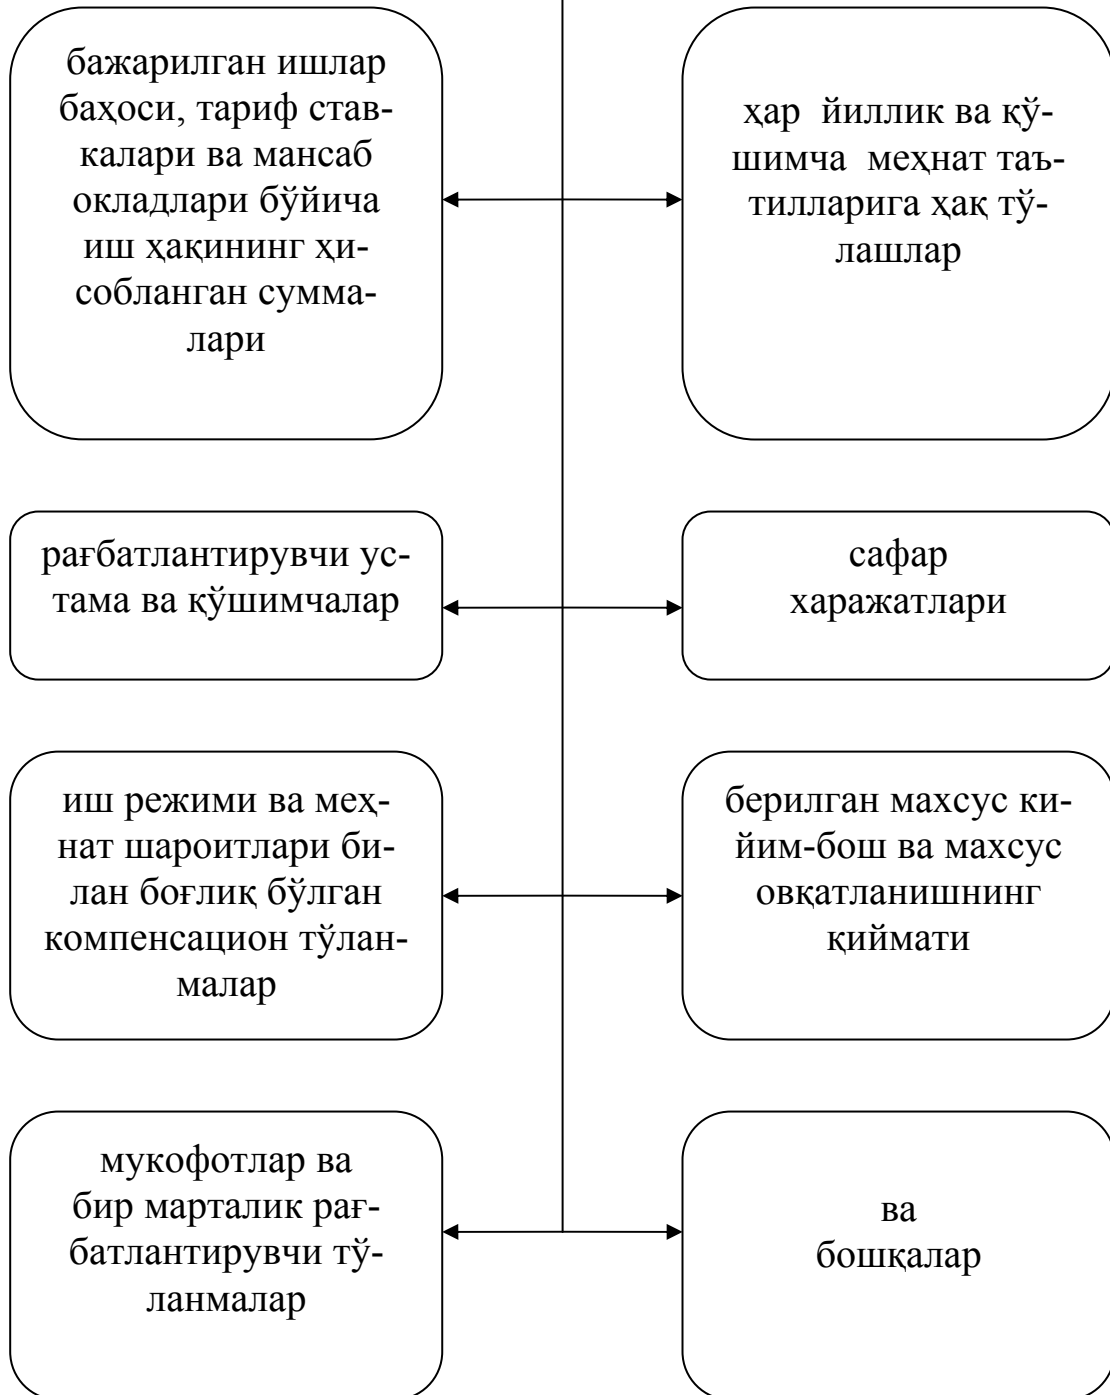 бажарилган ишлар
баҳоси, тариф став-
калари ва мансаб
окладлари бўйича
иш ҳақининг ҳи-
собланган сумма-
лари
ҳар йиллик ва қў-
шимча меҳнат таъ-
тилларига ҳақ тў-
лашлар
рағбатлантирувчи ус-
тама ва қўшимчалар
сафар
харажатлари
иш режими ва меҳ-
нат шароитлари би-
лан боғлиқ бўлган
компенсацион тўлан-
малар
берилган махсус ки-
йим-бош ва махсус
овқатланишнинг
қиймати
мукофотлар ва
бир марталик рағ-
батлантирувчи тў-
ланмалар
ва
бошқалар